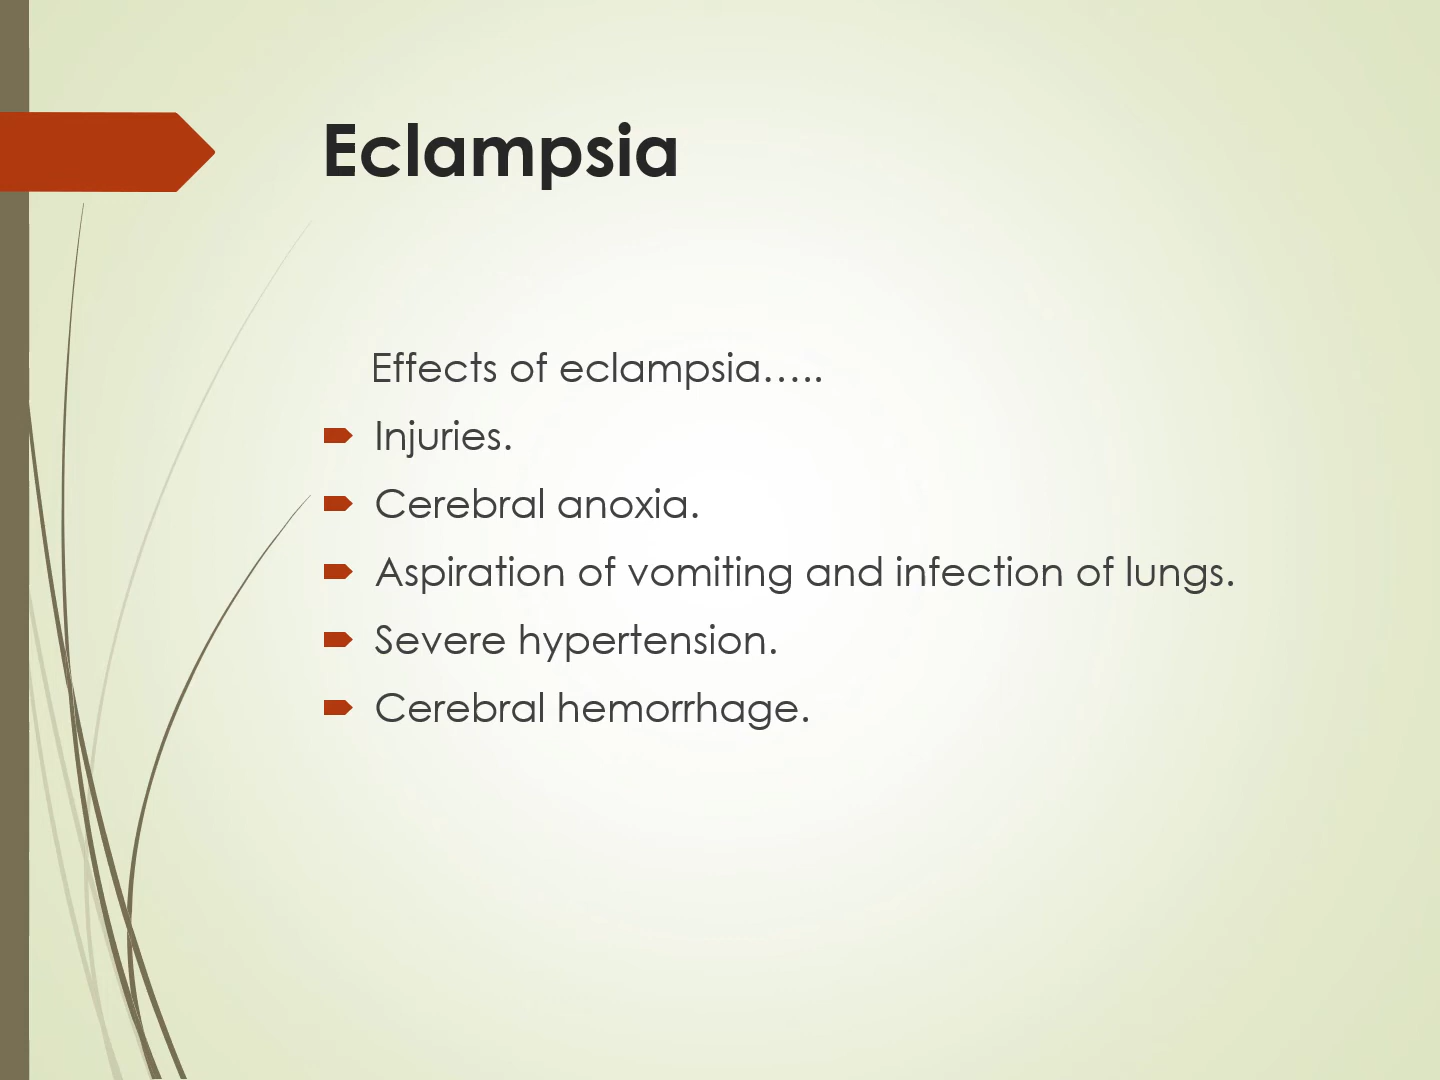 Eclampsia
Effects of eclampsia…..
Injuries.
Cerebral anoxia.
Aspiration of vomiting and infection of lungs.
Severe hypertension.
Cerebral hemorrhage.